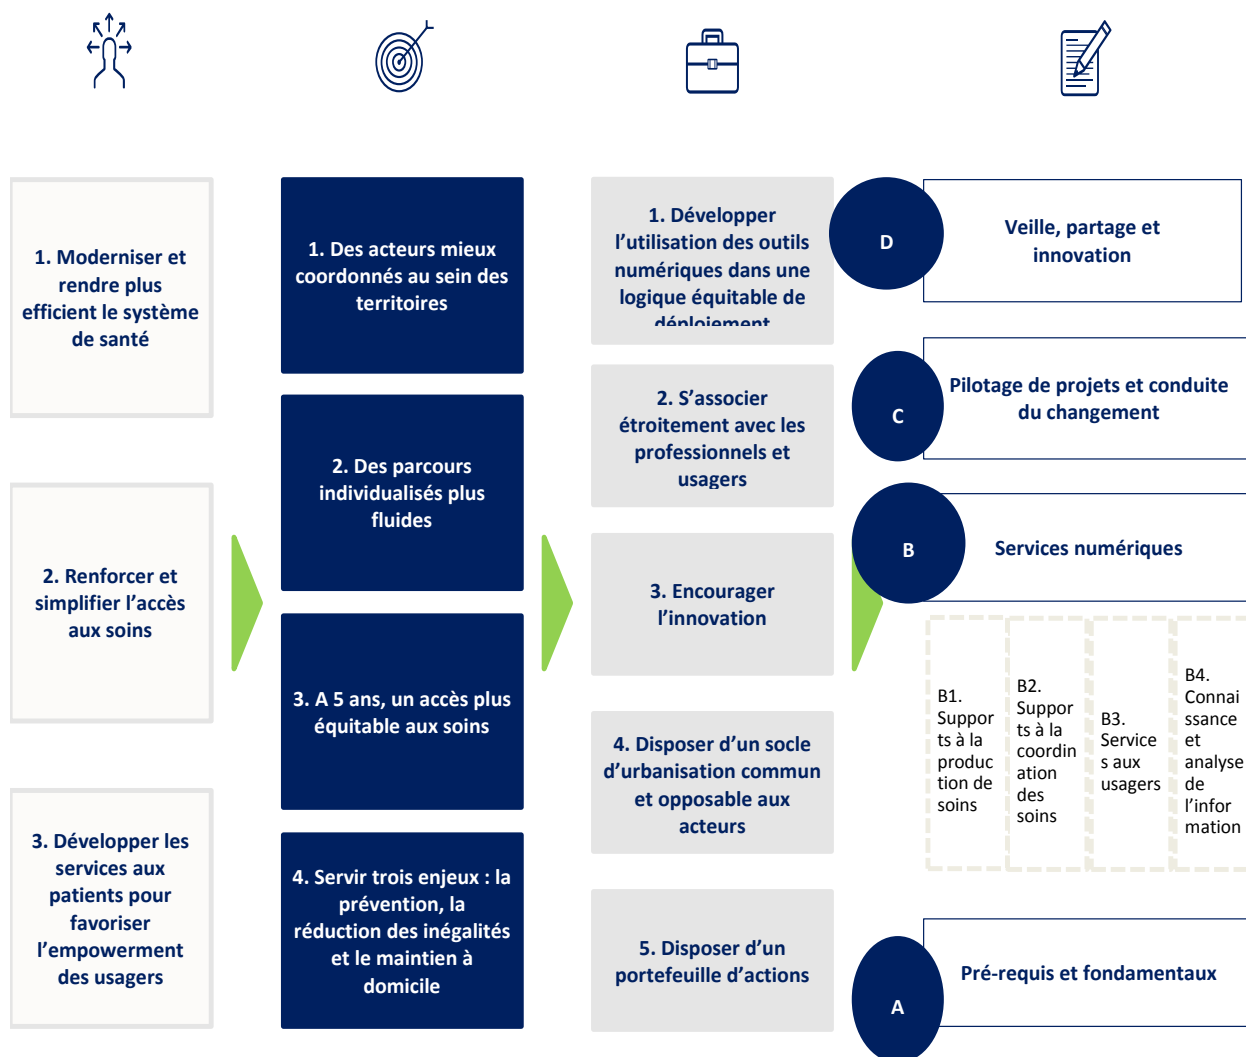 1. Moderniser et
rendre plus
efficient le système
de santé
2. Renforcer et
simplifier l’accès
aux soins
3. Développer les
services aux
patients pour
favoriser
l’empowerment
des usagers
1. Des acteurs mieux
coordonnés au sein des
territoires
2. Des parcours
individualisés plus
fluides
3. A 5 ans, un accès plus
équitable aux soins
4. Servir trois enjeux : la
prévention, la
réduction des inégalités
et le maintien à
domicile
1. Développer
l’utilisation des outils
numériques dans une
logique équitable de
déploiement
2. S’associer
étroitement avec les
professionnels et
usagers
3. Encourager
l’innovation
4. Disposer d’un socle
d’urbanisation commun
et opposable aux
acteurs
5. Disposer d’un
portefeuille d’actions
D
Veille, partage et
innovation
C
Pilotage de projets et conduite
du changement
B
Services numériques
B1.
Suppor
ts à la
produc
tion de
soins
B2.
Suppor
ts à la
coordin
ation
des
soins
B3.
Service
s aux
usagers
B4.
Connai
ssance
et
analyse
de
l’infor
mation
A
Pré-requis et fondamentaux